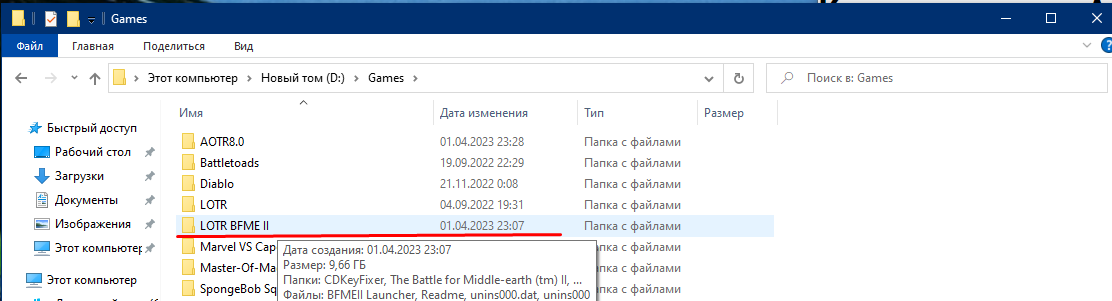 Games
Файл Главная Поделиться Вид
Этот компьютер Новый том (D:) Games Поиск в: Games
Имя Дата изменения Тип Размер
Быстрый доступ
Рабочий стол
Загрузки
Документы
Изображения
Этот компьютер
Этот компьютер
AOTR8.0 01.04.2023 23:28 Папка с файлами
Battletoads 19.09.2022 22:29 Папка с файлами
Diablo 21.11.2022 0:08 Папка с файлами
LOTR 04.09.2022 19:31 Папка с файлами
LOTR BFME II 01.04.2023 23:07 Папка с файлами
Marvel VS Cap Папка с файлами
Master-Of-Ma Папка с файлами
SpongeBob Sq Папка с файлами
Дата создания: 01.04.2023 23:07
Размер: 9,66 ГБ
Папки: CDKeyFixer, The Battle for Middle-earth (tm) II, ...
Файлы: BFMEII Launcher, Readme, unins000.dat, unins000